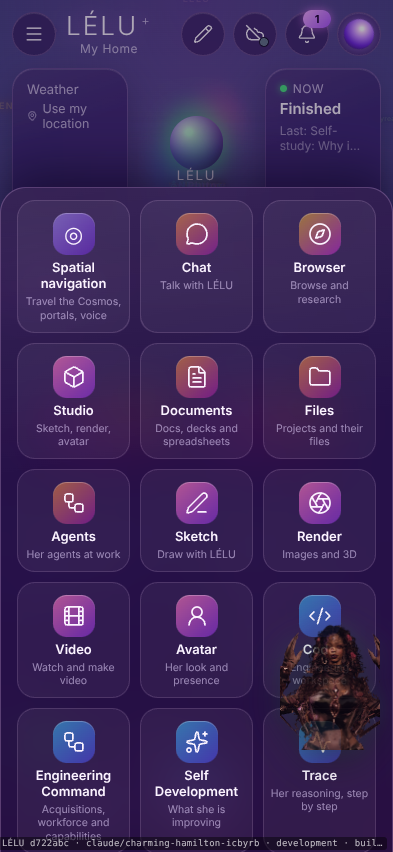 LÉLU +
My Home
1
Weather
Use my
location
NOW
Finished
Last: Self-
study: Why i...
LÉLU
Spatial
navigation
Travel the Cosmos,
portals, voice
Chat
Talk with LÉLU
Browser
Browse and
research
Studio
Sketch, render,
avatar
Documents
Docs, decks and
spreadsheets
Files
Projects and their
files
Agents
Her agents at work
Sketch
Draw with LÉLU
Render
Images and 3D
Video
Watch and make
video
Avatar
Her look and
presence
Engineering
Command
Acquisitions,
workforce and
capabilities
Self
Development
What she is
improving
Trace
Her reasoning, step
by step
LÉLU d722abc · claude/charming-hamilton-icbyrb · development · buil…